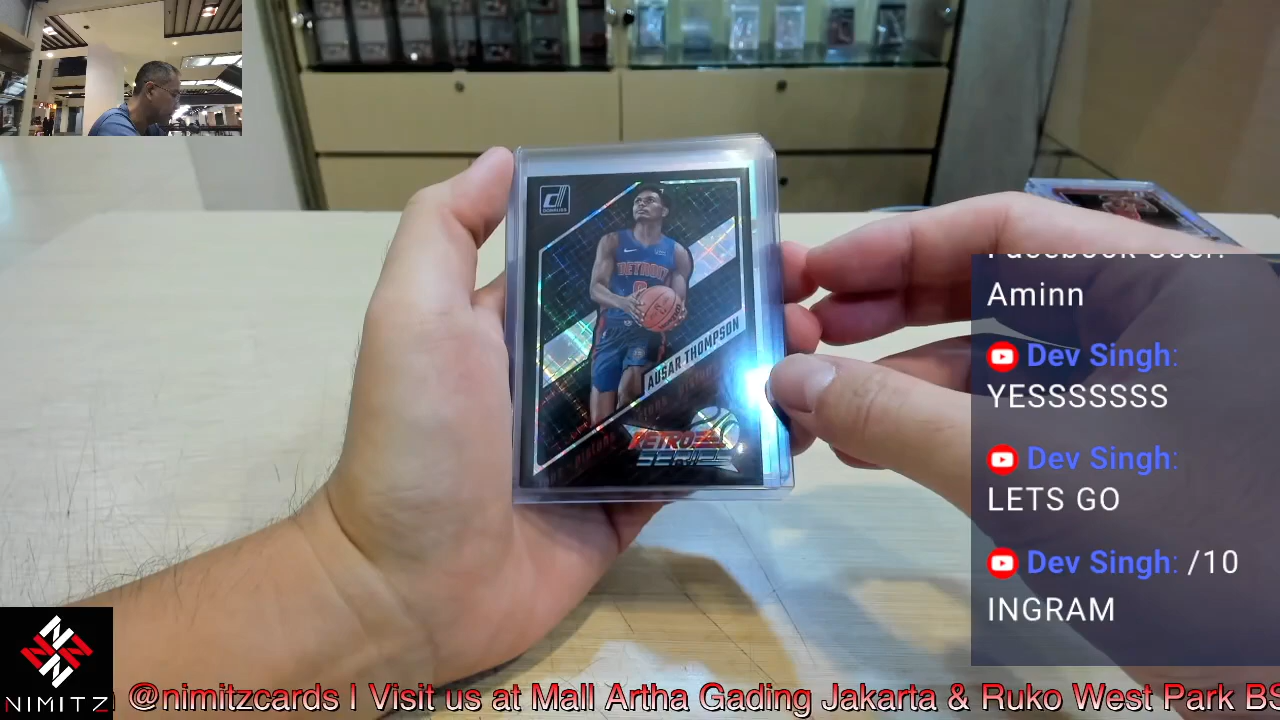 DONRUSS
DETROIT
AUSAR THOMPSON
RETRO
SERIES
Aminn
Dev Singh:
YESSSSSSS
Dev Singh:
LETS GO
Dev Singh: /10
INGRAM
NIMITZ
@nimitzcards | Visit us at Mall Artha Gading Jakarta & Ruko West Park BS